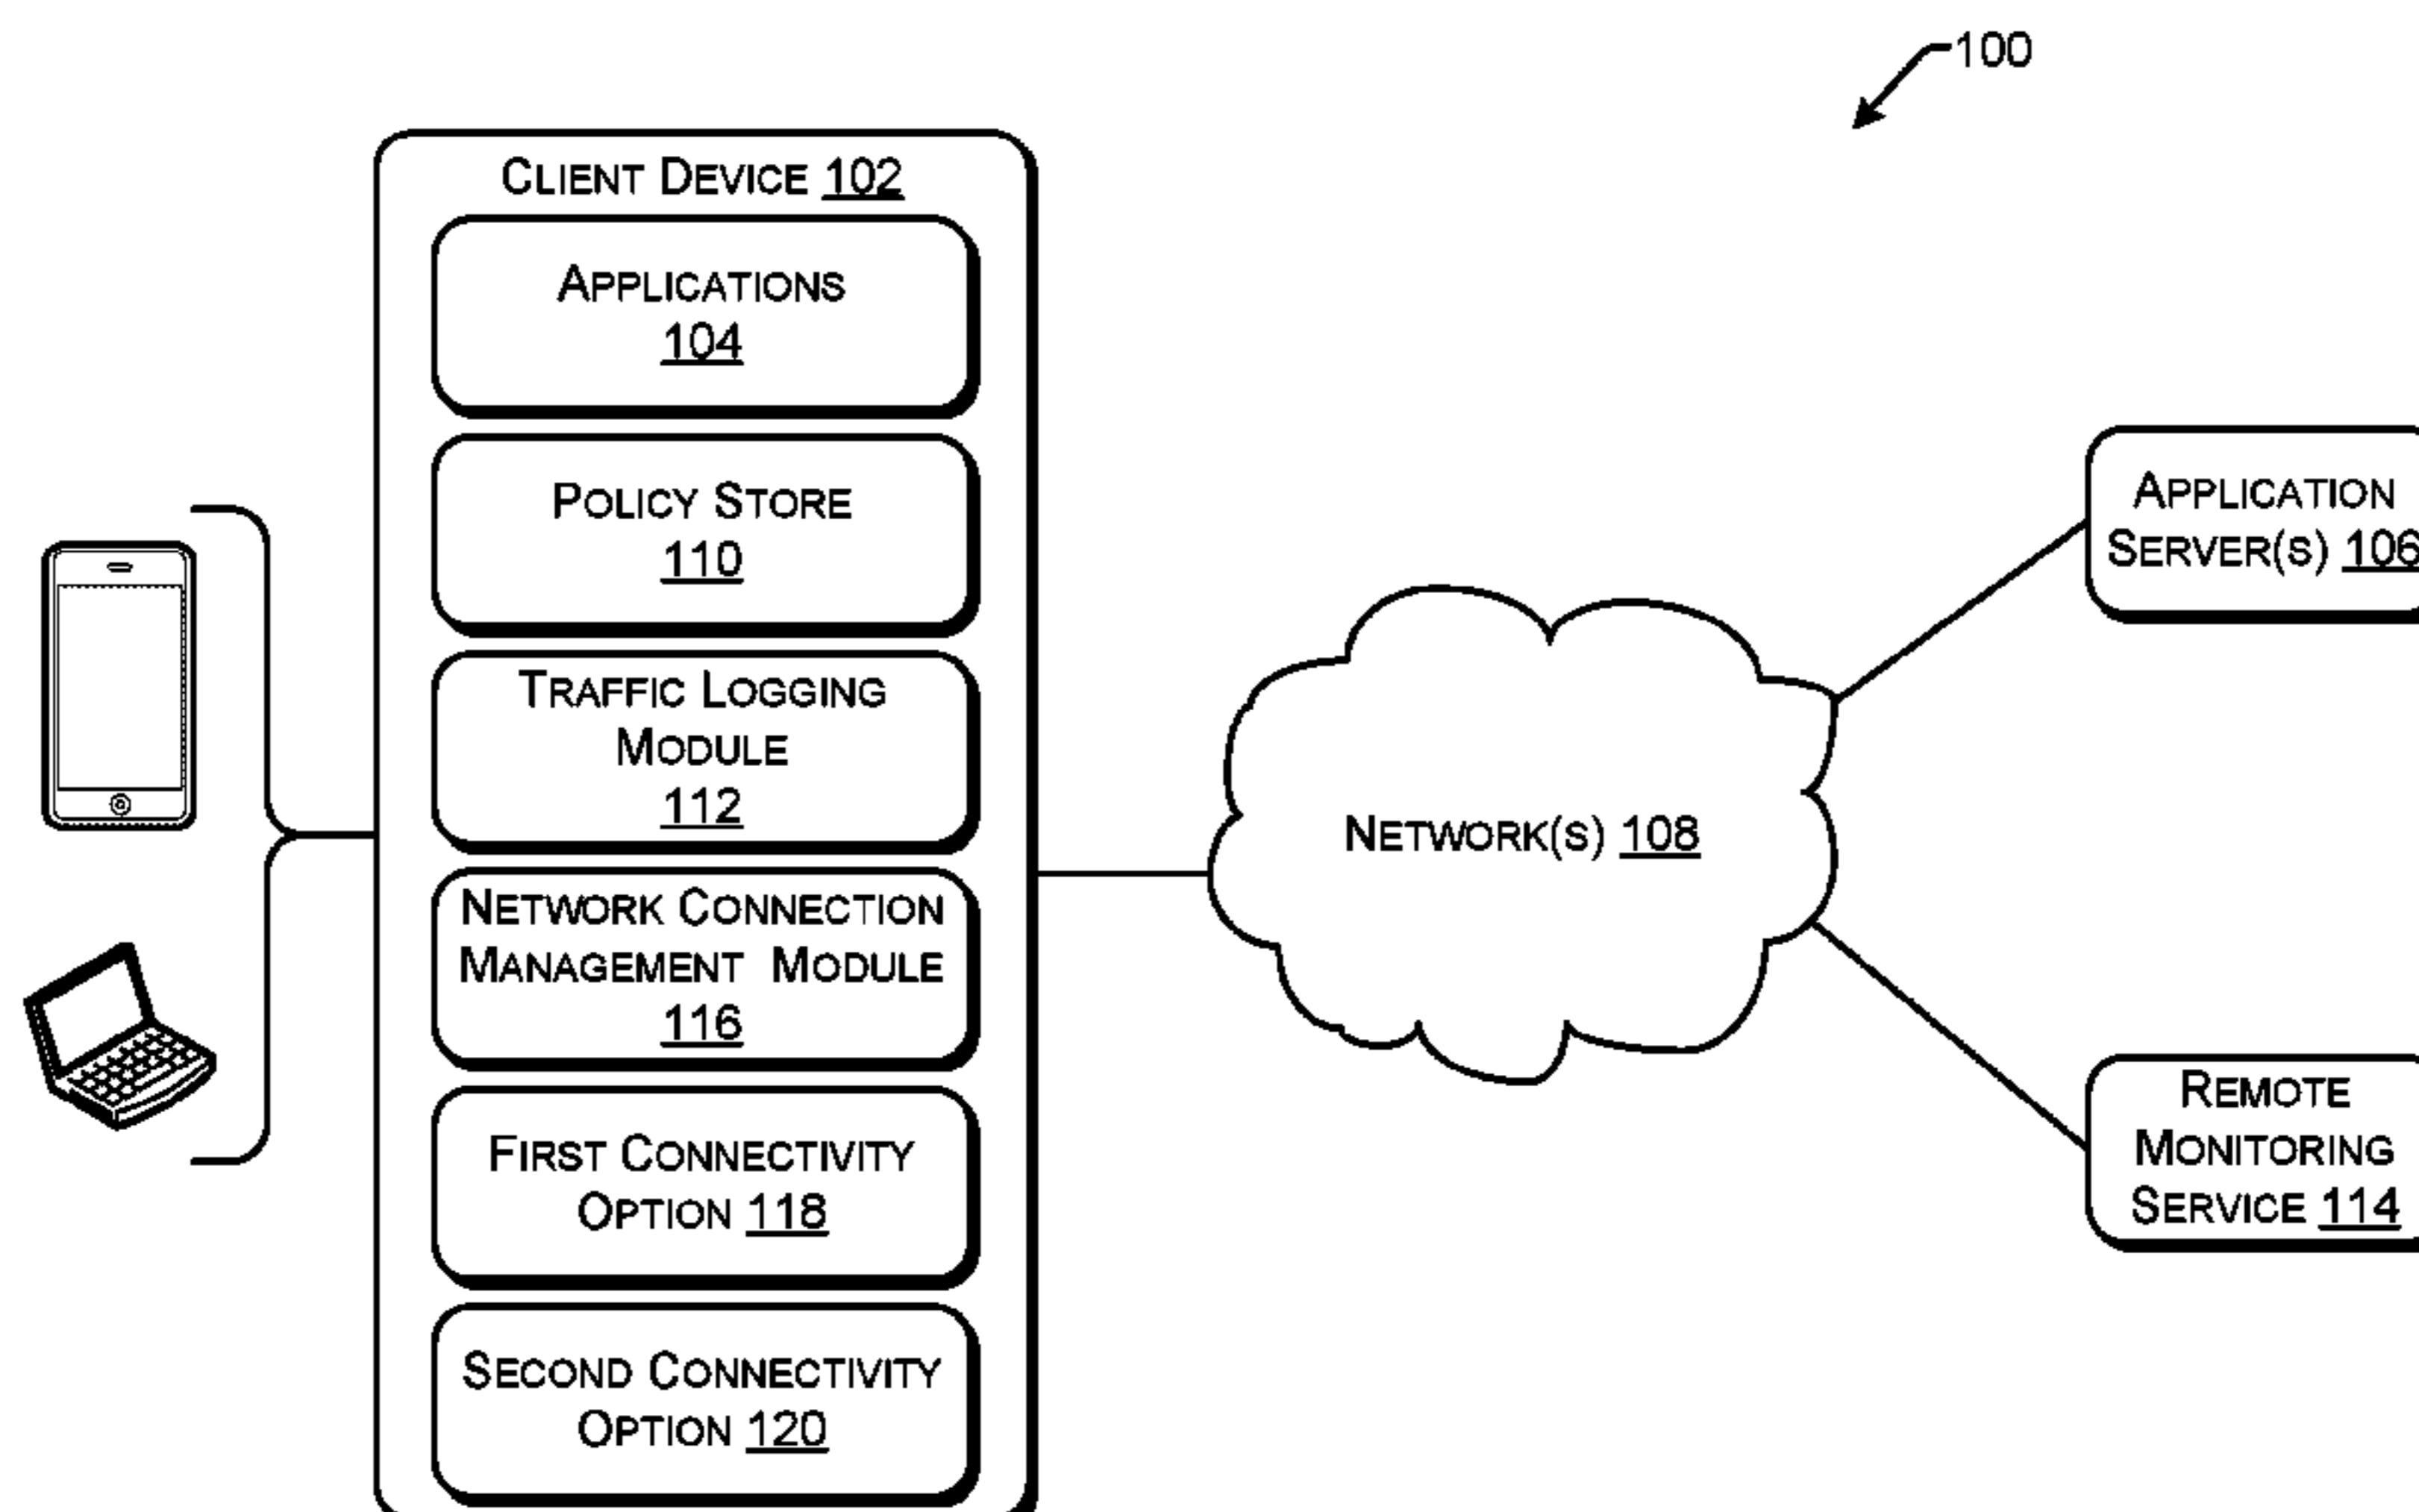 100
CLIENT DEVICE 102
APPLICATIONS
104
POLICY STORE
110
TRAFFIC LOGGING
MODULE
112
NETWORK CONNECTION
MANAGEMENT MODULE
116
FIRST CONNECTIVITY
OPTION 118
SECOND CONNECTIVITY
OPTION 120
NETWORK(S) 108
APPLICATION
SERVER(S) 106
REMOTE
MONITORING
SERVICE 114